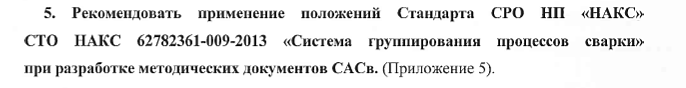 5. Рекомендовать применение положений Стандарта СРО НП «НАКС»
СТО НАКС 62782361-009-2013 «Система группирования процессов сварки»
при разработке методических документов САСв. (Приложение 5).